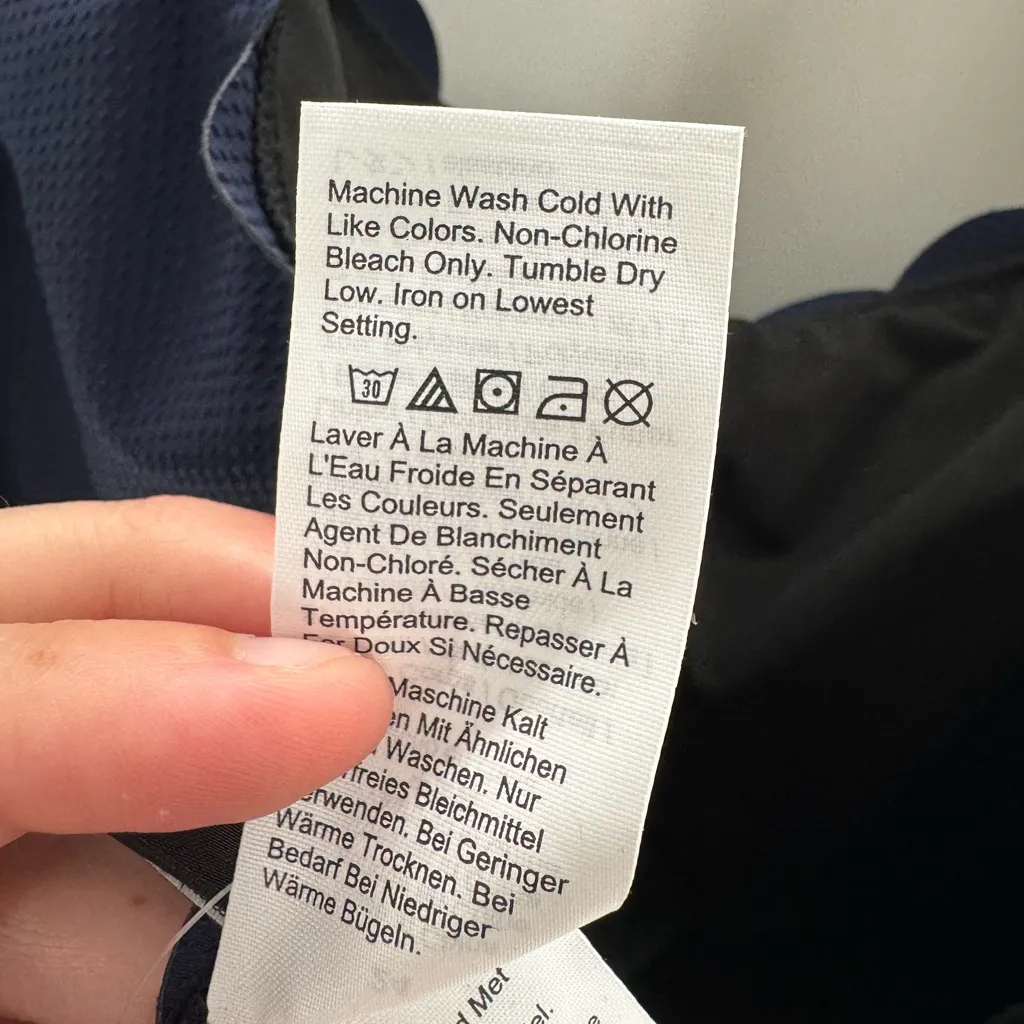 Machine Wash Cold With
Like Colors. Non-Chlorine
Bleach Only. Tumble Dry
Low. Iron on Lowest
Setting.
30
Laver À La Machine À
L'Eau Froide En Séparant
Les Couleurs. Seulement
Agent De Blanchiment
Non-Chloré. Sécher À La
Machine À Basse
Température. Repasser À
Fer Doux Si Nécessaire.
Maschine Kalt
Mit Ähnlichen
Waschen. Nur
Bleichmittel
Bei Geringer
Wärme Trocknen. Bei
Bedarf Bei Niedriger
Wärme Bügeln.
Met